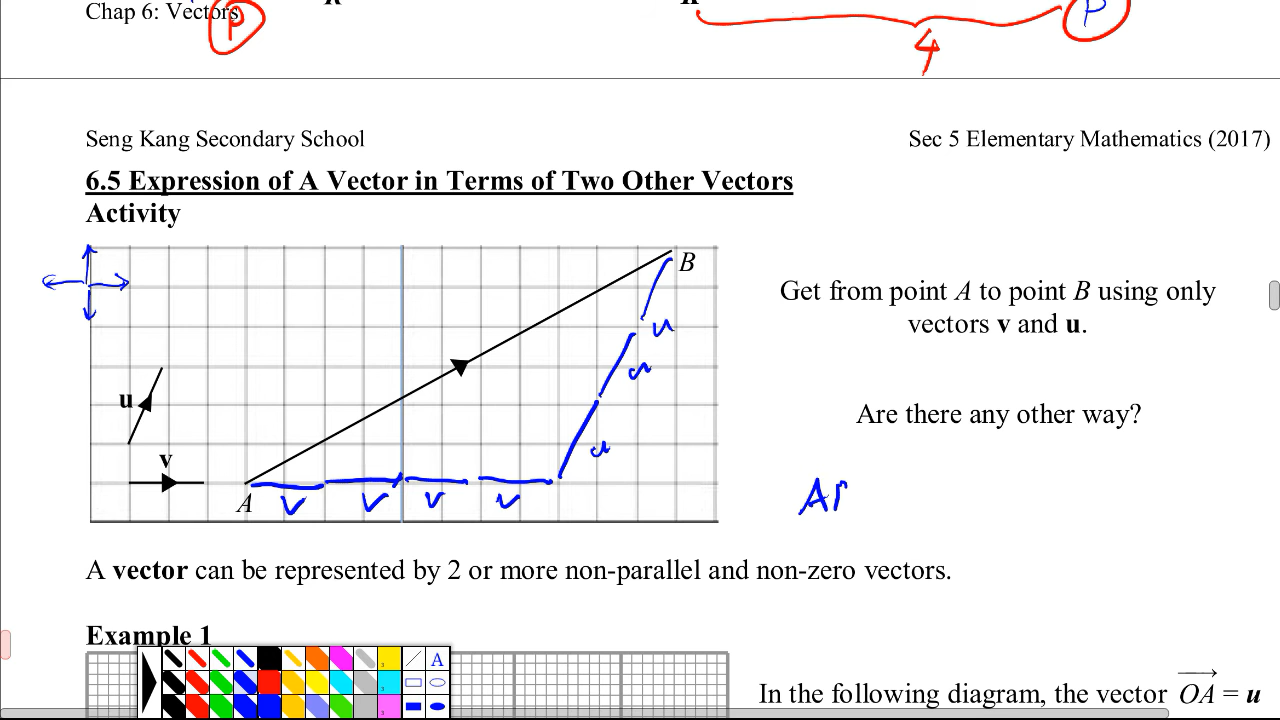 Chap 6: Vectors
P
P
4
Seng Kang Secondary School
Sec 5 Elementary Mathematics (2017)
6.5 Expression of A Vector in Terms of Two Other Vectors
Activity
B
Get from point A to point B using only
vectors v and u.
u
u
u
Are there any other way?
u
v
A
v v v v
A vector can be represented by 2 or more non-parallel and non-zero vectors.
Example 1
A
In the following diagram, the vector OA = u